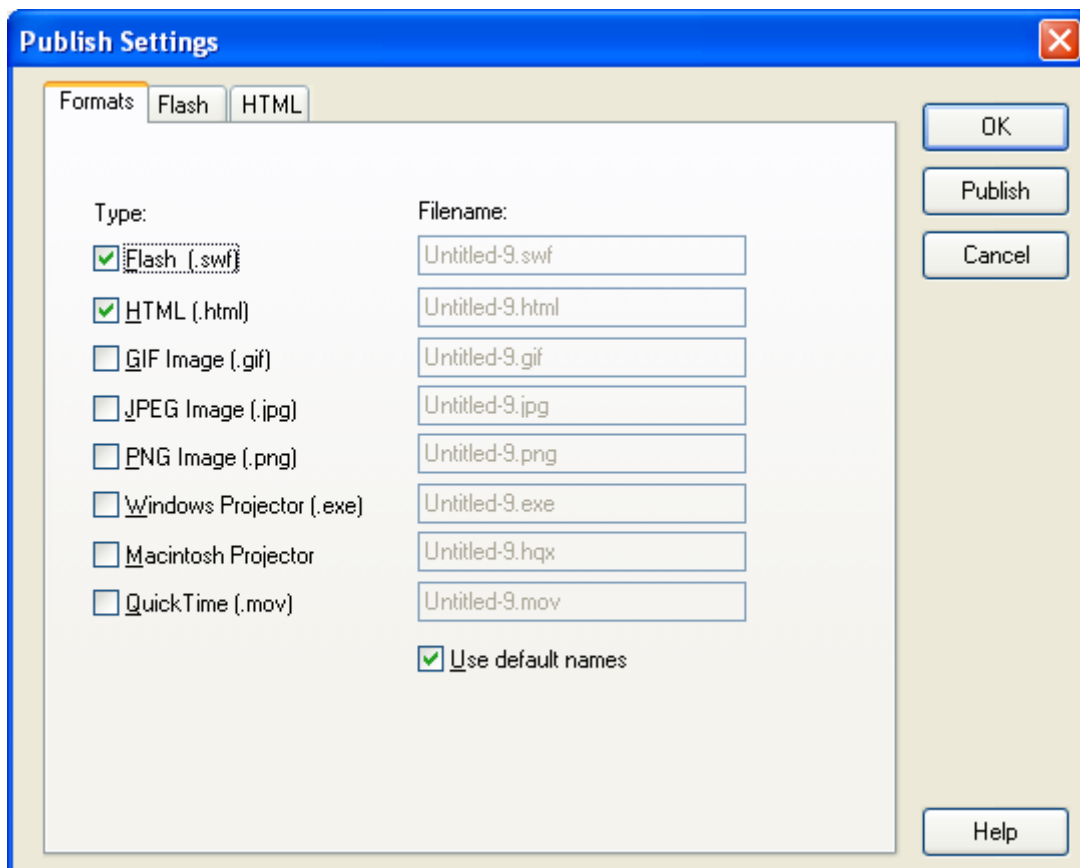 Publish Settings
Formats Flash HTML
OK
Publish
Cancel
Type: Filename:
Flash (.swf) Untitled-9.swf
HTML (.html) Untitled-9.html
GIF Image (.gif) Untitled-9.gif
JPEG Image (.jpg) Untitled-9.jpg
PNG Image (.png) Untitled-9.png
Windows Projector (.exe) Untitled-9.exe
Macintosh Projector Untitled-9.hqx
QuickTime (.mov) Untitled-9.mov
Use default names
Help